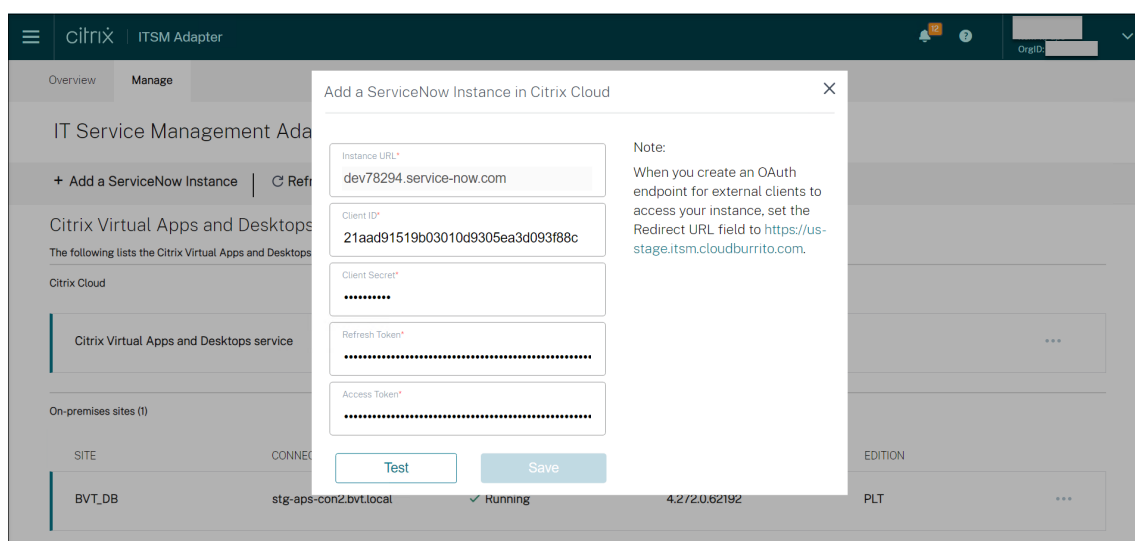 citrix | ITSM Adapter
12
?
OrgID:
Overview Manage
IT Service Management Ada
+ Add a ServiceNow Instance Refr
Citrix Virtual Apps and Desktops
The following lists the Citrix Virtual Apps and Desktops
Citrix Cloud
Citrix Virtual Apps and Desktops service
On-premises sites (1)
SITE CONNEC EDITION
BVT_DB stg-aps-con2.bvt.local Running 4.272.0.62192 PLT
Add a ServiceNow Instance in Citrix Cloud
Instance URL*
dev78294.service-now.com
Client ID*
21aad91519b03010d9305ea3d093f88c
Client Secret*
Refresh Token*
Access Token*
Test Save
Note:
When you create an OAuth
endpoint for external clients to
access your instance, set the
Redirect URL field to https://us-
stage.itsm.cloudburrito.com.